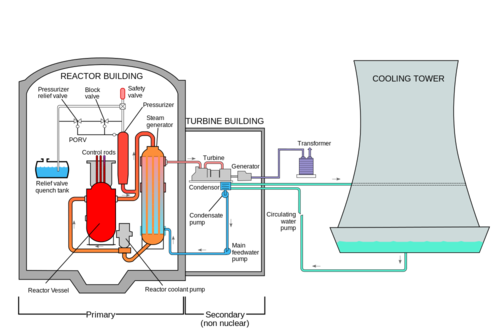 REACTOR BUILDING
Pressurizer
relief valve
Block
valve
Safety
valve
Pressurizer
Steam
generator
PORV
Control rods
Relief valve
quench tank
Reactor Vessel
Reactor coolant pump
TURBINE BUILDING
Turbine
Generator
Condensor
Condensate
pump
Main
feedwater
pump
Transformer
Circulating
water
pump
COOLING TOWER
Primary
Secondary
(non nuclear)